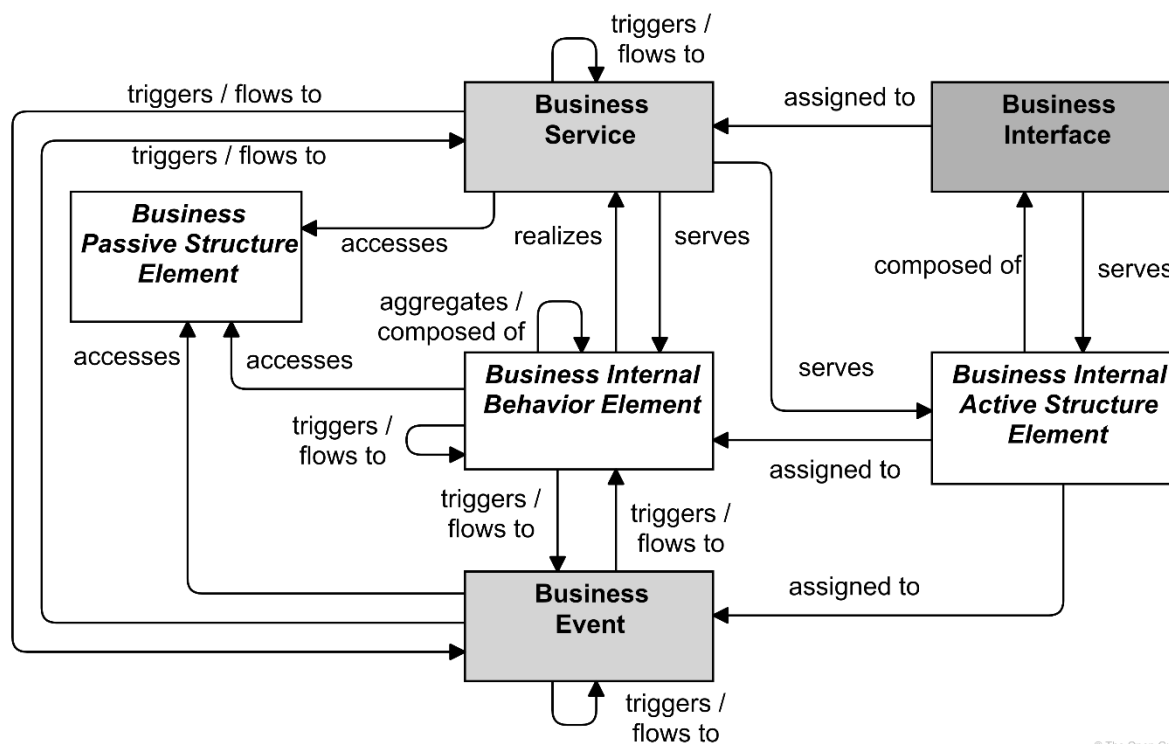 triggers /
flows to
triggers / flows to
Business
Service
assigned to
Business
Interface
triggers / flows to
Business
Passive Structure
Element
accesses
realizes
serves
composed of
serves
aggregates /
composed of
accesses
accesses
Business Internal
Behavior Element
serves
Business Internal
Active Structure
Element
triggers /
flows to
assigned to
triggers /
flows to
triggers /
flows to
Business
Event
assigned to
triggers /
flows to